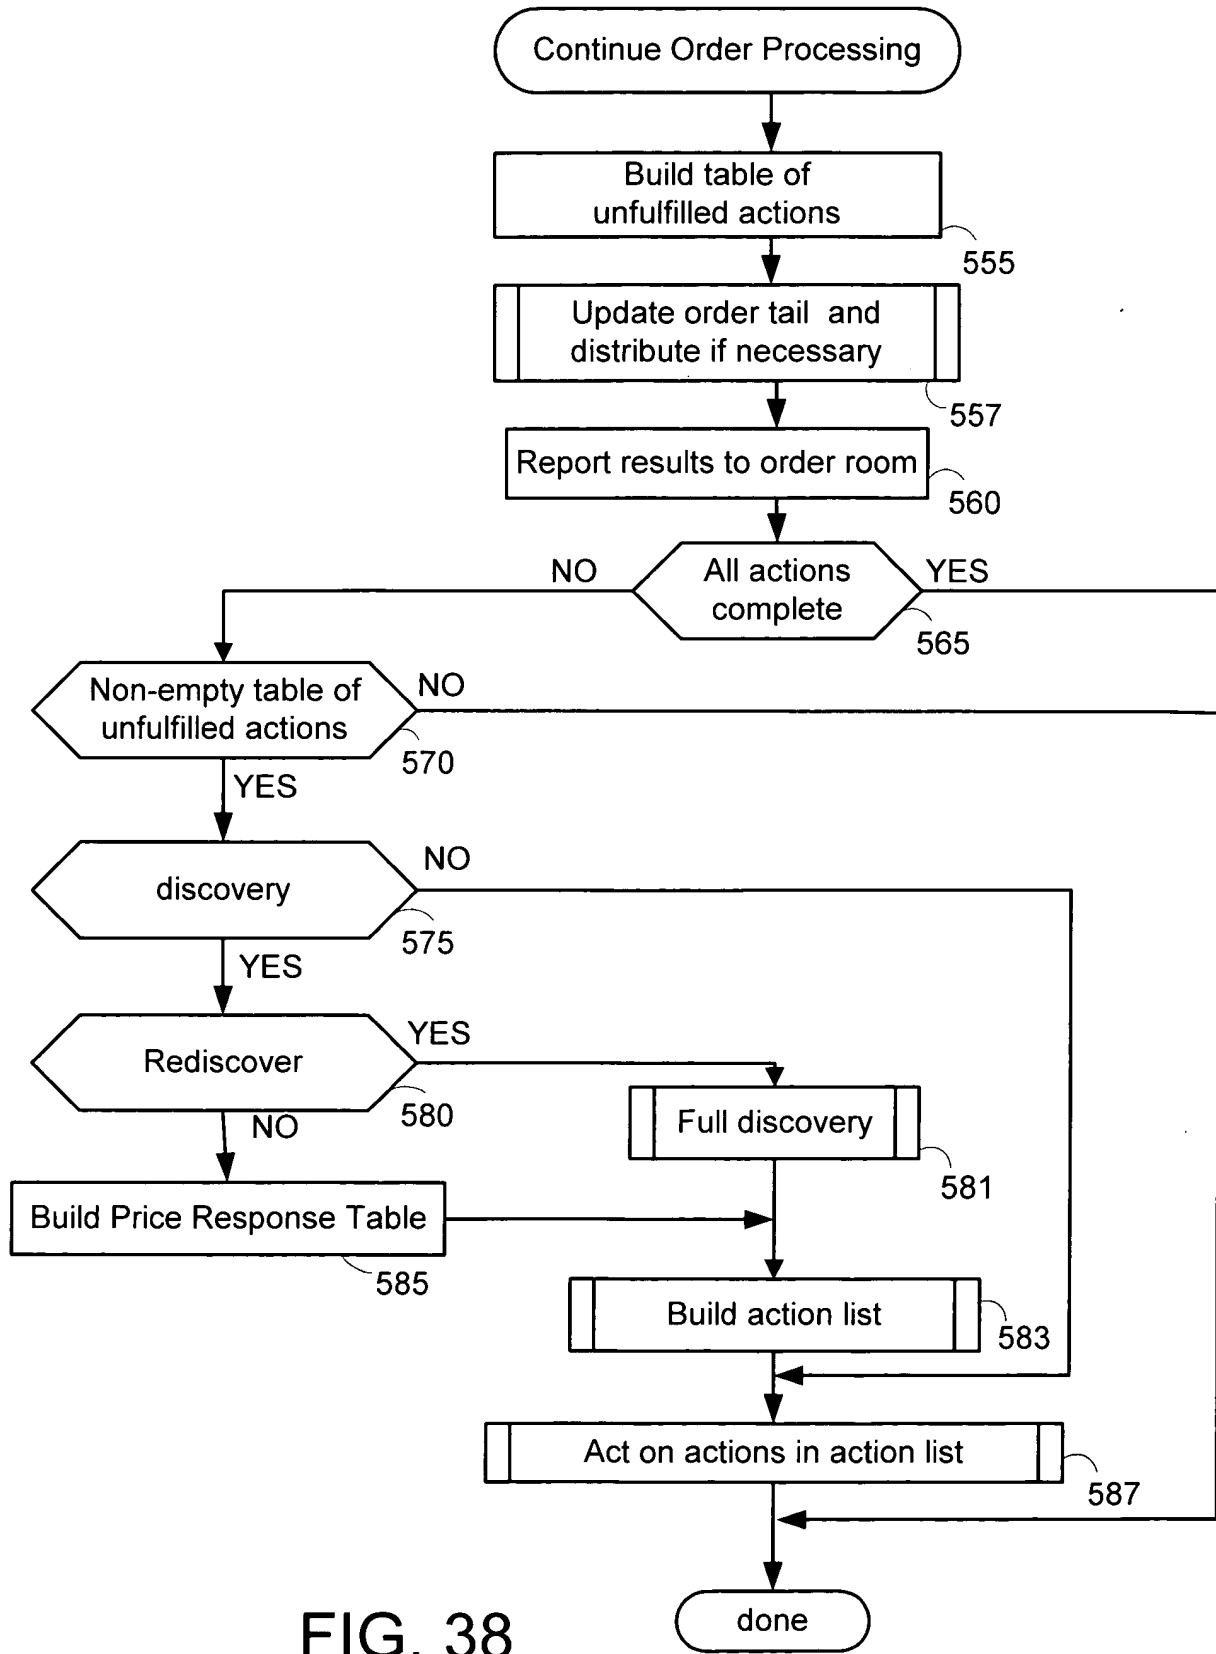 Continue Order Processing
Build table of
unfulfilled actions
555
Update order tail and
distribute if necessary
557
Report results to order room
560
NO
All actions
complete
YES
565
Non-empty table of
unfulfilled actions
NO
570
YES
discovery
NO
575
YES
Rediscover
YES
580
NO
Full discovery
581
Build Price Response Table
585
Build action list
583
Act on actions in action list
587
done
FIG. 38